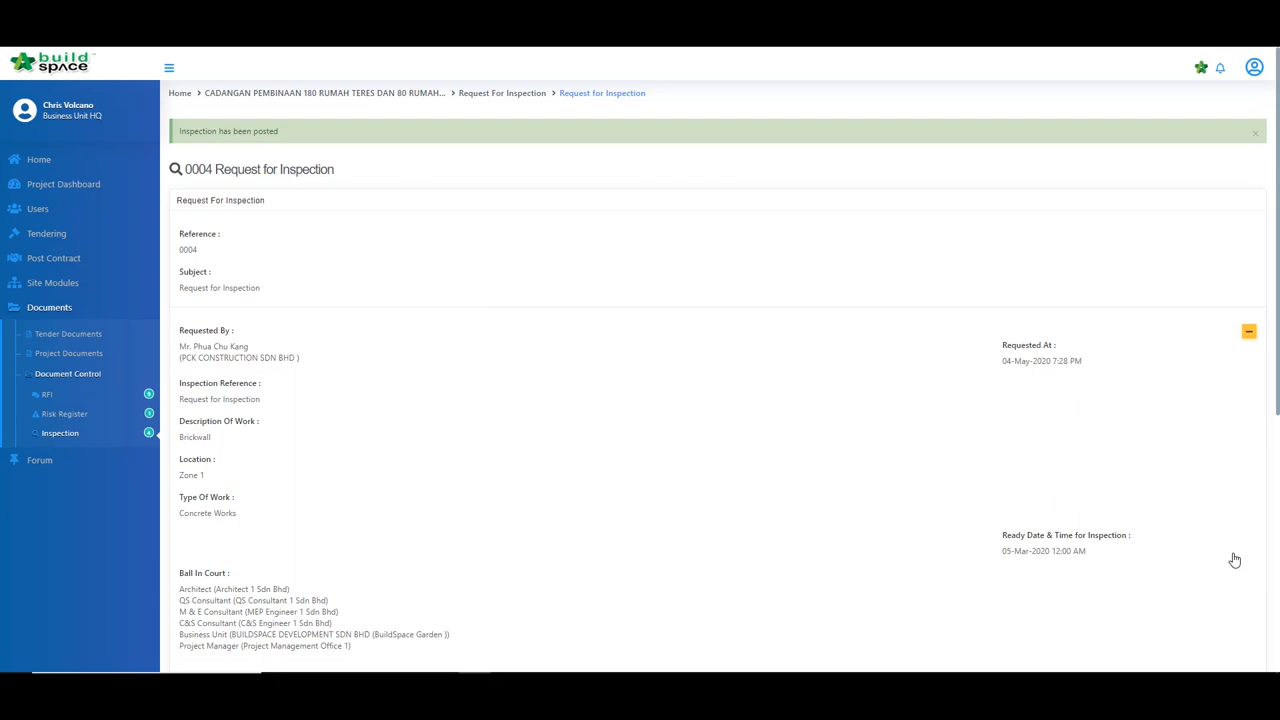 build
space
Chris Volcano
Business Unit HQ
Home
Project Dashboard
Users
Tendering
Post Contract
Site Modules
Documents
Tender Documents
Project Documents
Document Control
RFI 9
Risk Register 3
Inspection 4
Forum
Home > CADANGAN PEMBINAAN 180 RUMAH TERES DAN 80 RUMAH... > Request For Inspection > Request for Inspection
Inspection has been posted ×
0004 Request for Inspection
Request For Inspection
Reference :
0004
Subject :
Request for Inspection
Requested By :
Mr. Phua Chu Kang
(PCK CONSTRUCTION SDN BHD )
Requested At :
04-May-2020 7:28 PM
Inspection Reference :
Request for Inspection
Description Of Work :
Brickwall
Location :
Zone 1
Type Of Work :
Concrete Works
Ready Date & Time for Inspection :
05-Mar-2020 12:00 AM
Ball In Court :
Architect (Architect 1 Sdn Bhd)
QS Consultant (QS Consultant 1 Sdn Bhd)
M & E Consultant (MEP Engineer 1 Sdn Bhd)
C&S Consultant (C&S Engineer 1 Sdn Bhd)
Business Unit (BUILDSPACE DEVELOPMENT SDN BHD (BuildSpace Garden ))
Project Manager (Project Management Office 1)